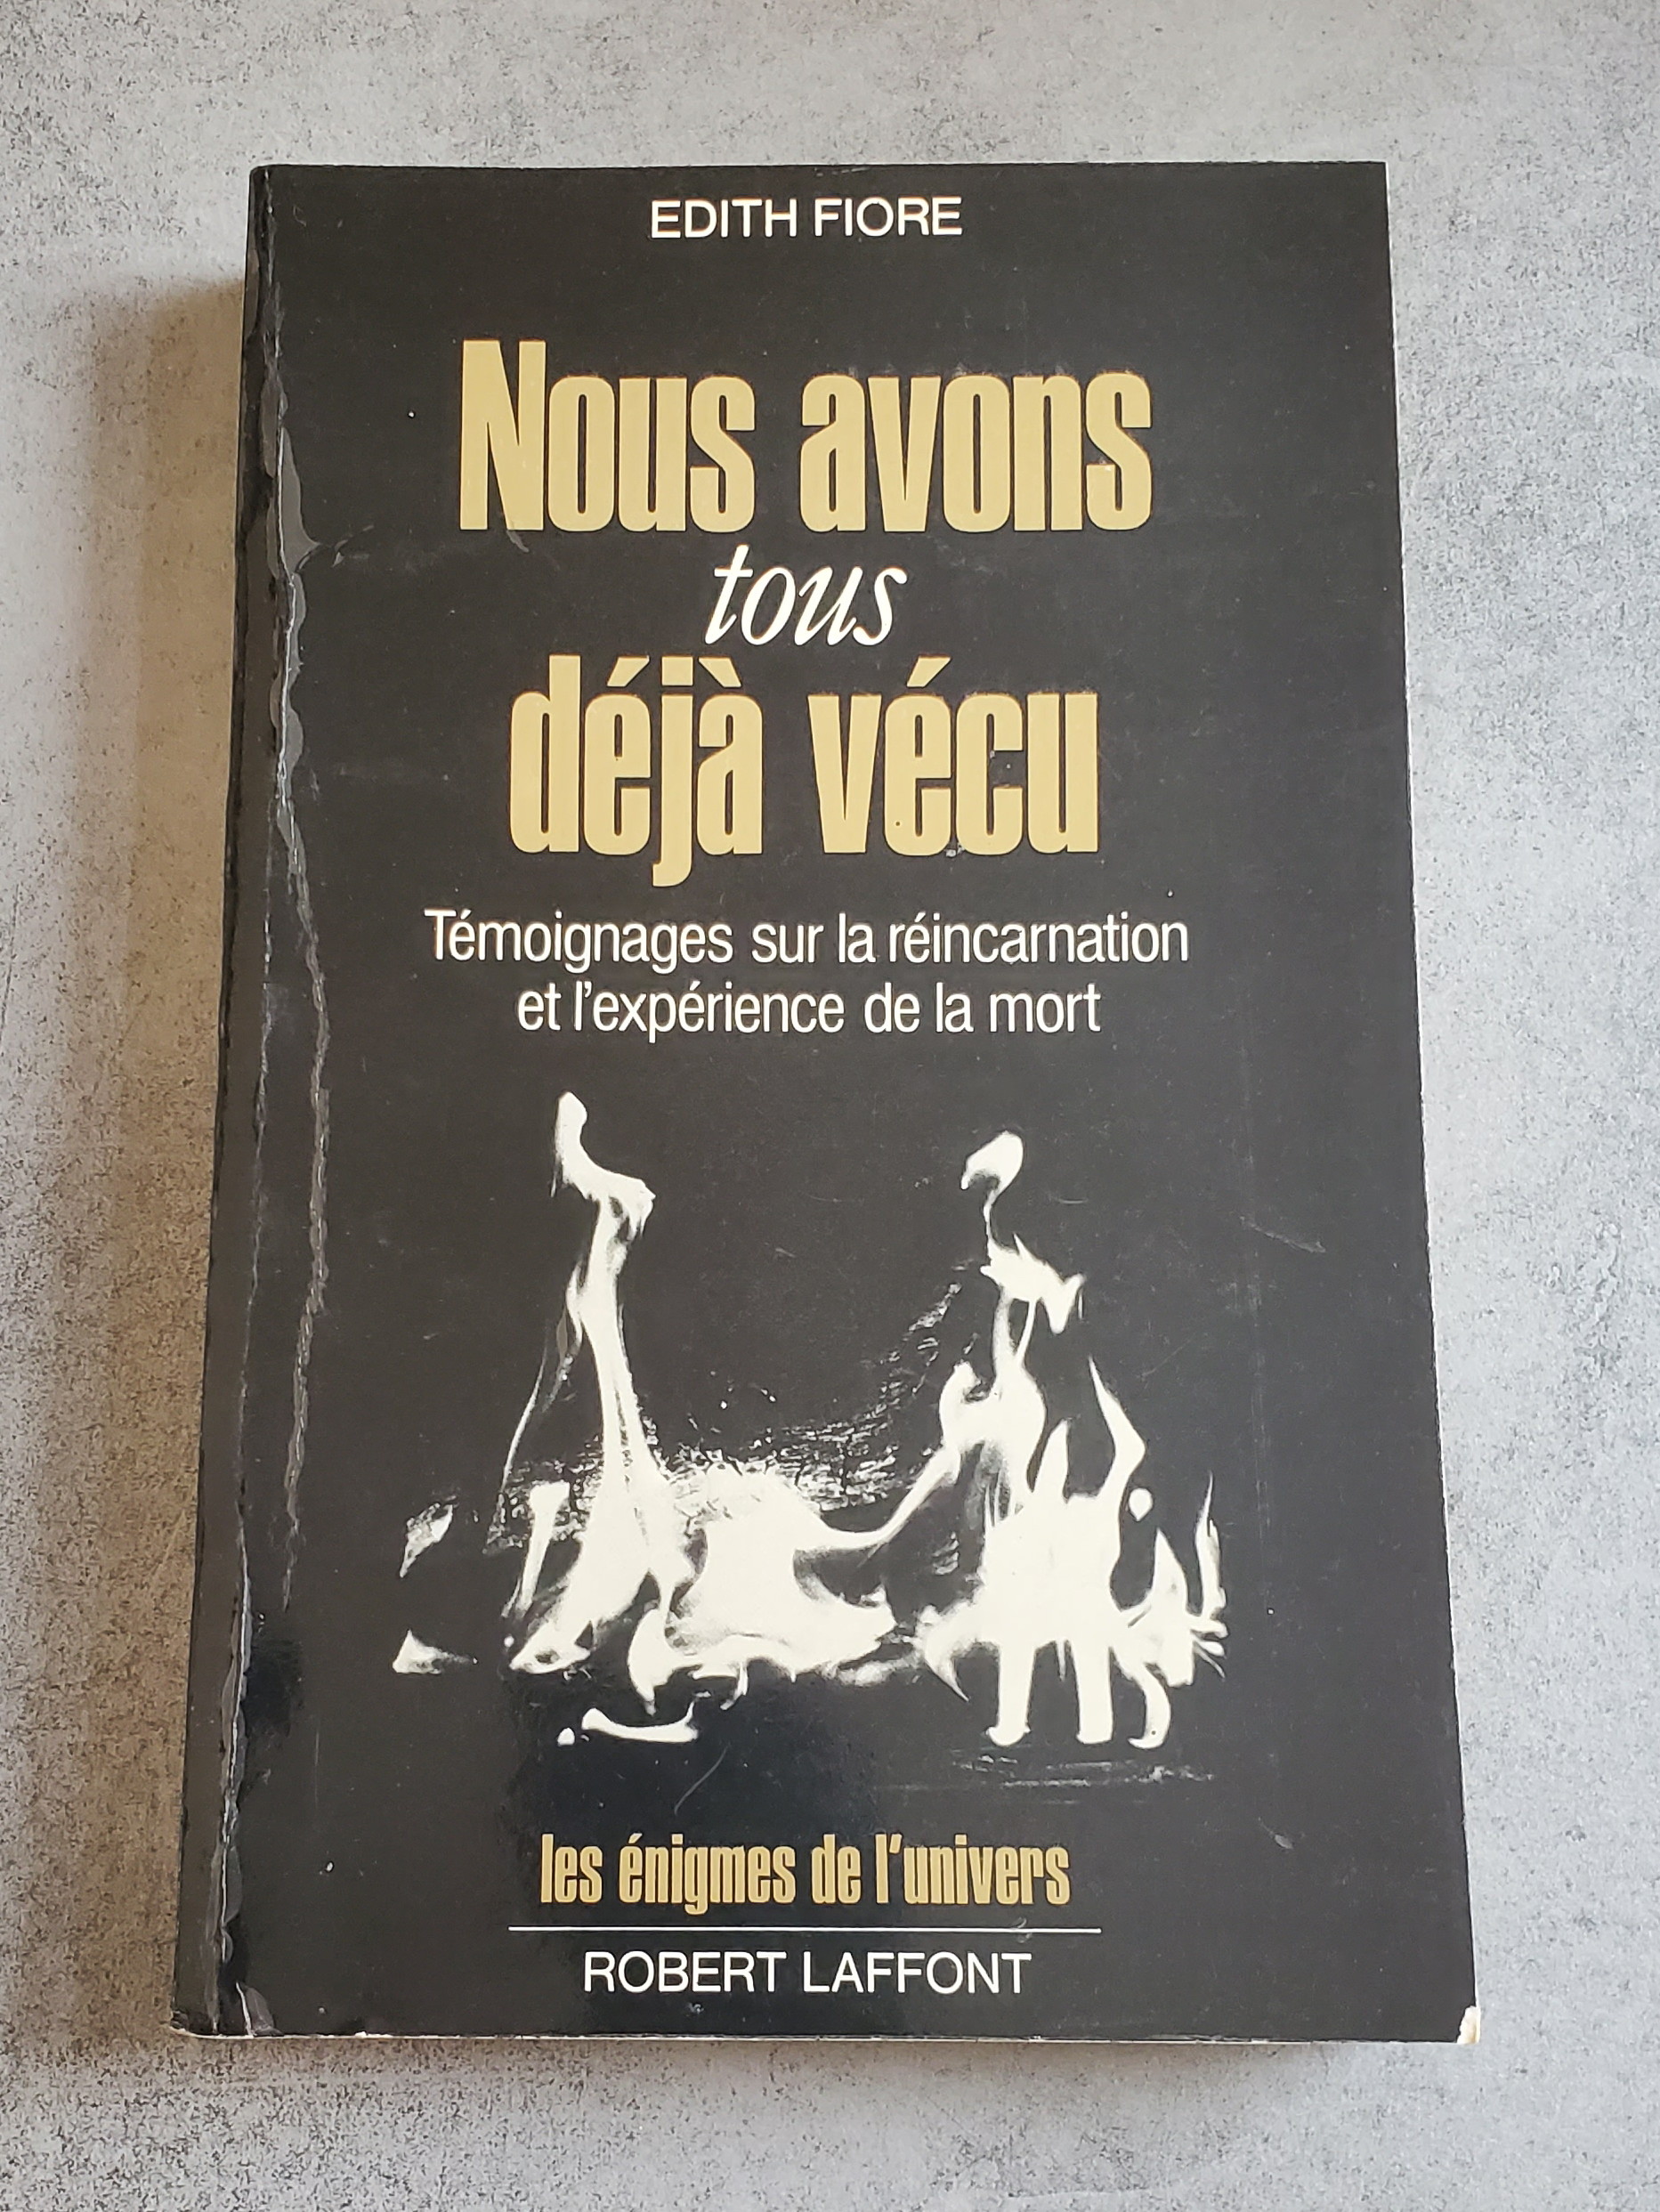 EDITH FIORE
Nous avons
tous
déjà vécu
Témoignages sur la réincarnation
et l'expérience de la mort
les énigmes de l'univers
ROBERT LAFFONT